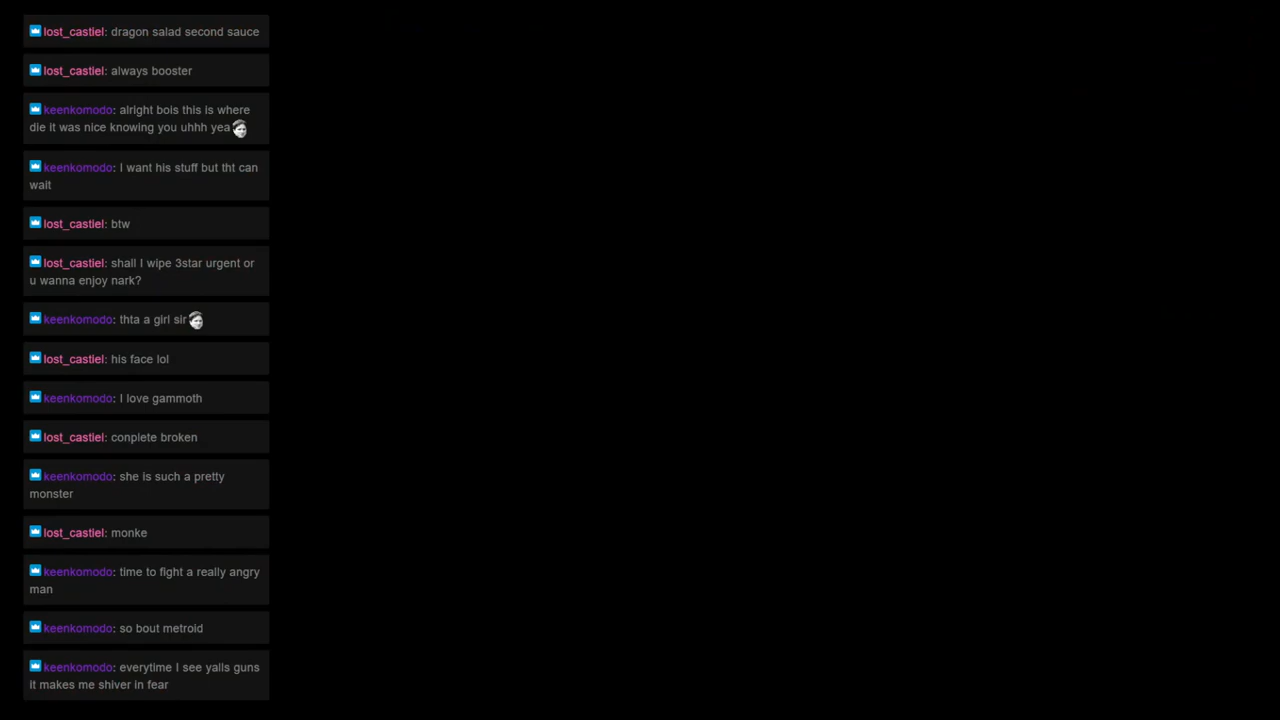 lost_castiel: dragon salad second sauce
lost_castiel: always booster
keenkomodo: alright bois this is where
die it was nice knowing you uhhh yea
keenkomodo: I want his stuff but tht can
wait
lost_castiel: btw
lost_castiel: shall I wipe 3star urgent or
u wanna enjoy nark?
keenkomodo: thta a girl sir
lost_castiel: his face lol
keenkomodo: I love gammoth
lost_castiel: conplete broken
keenkomodo: she is such a pretty
monster
lost_castiel: monke
keenkomodo: time to fight a really angry
man
keenkomodo: so bout metroid
keenkomodo: everytime I see yalls guns
it makes me shiver in fear